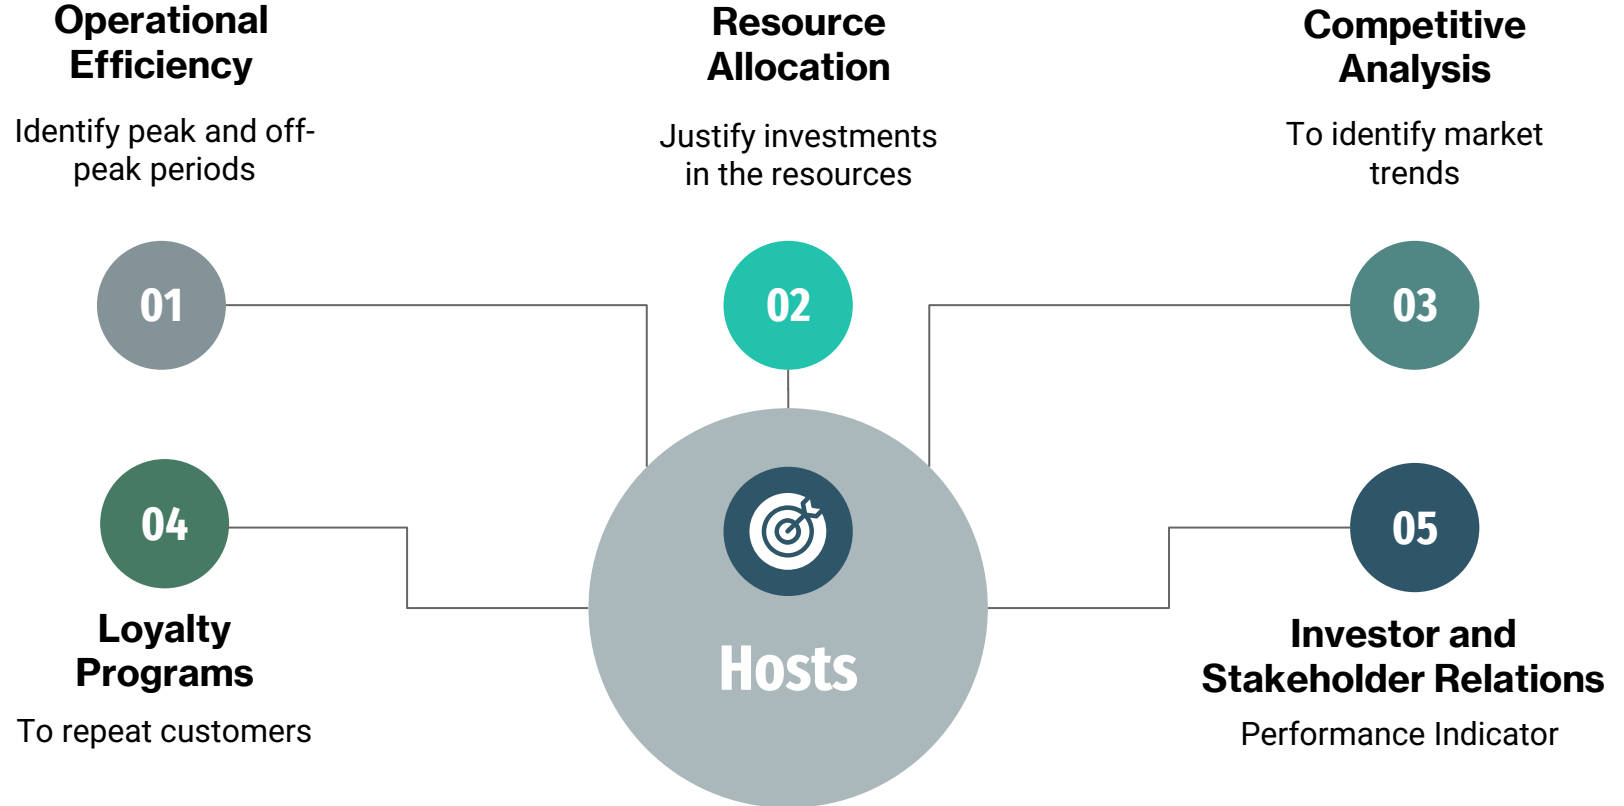 Operational
Efficiency
Identify peak and off-
peak periods
01
Resource
Allocation
Justify investments
in the resources
02
Competitive
Analysis
To identify market
trends
03
04
Loyalty
Programs
To repeat customers
Hosts
05
Investor and
Stakeholder Relations
Performance Indicator